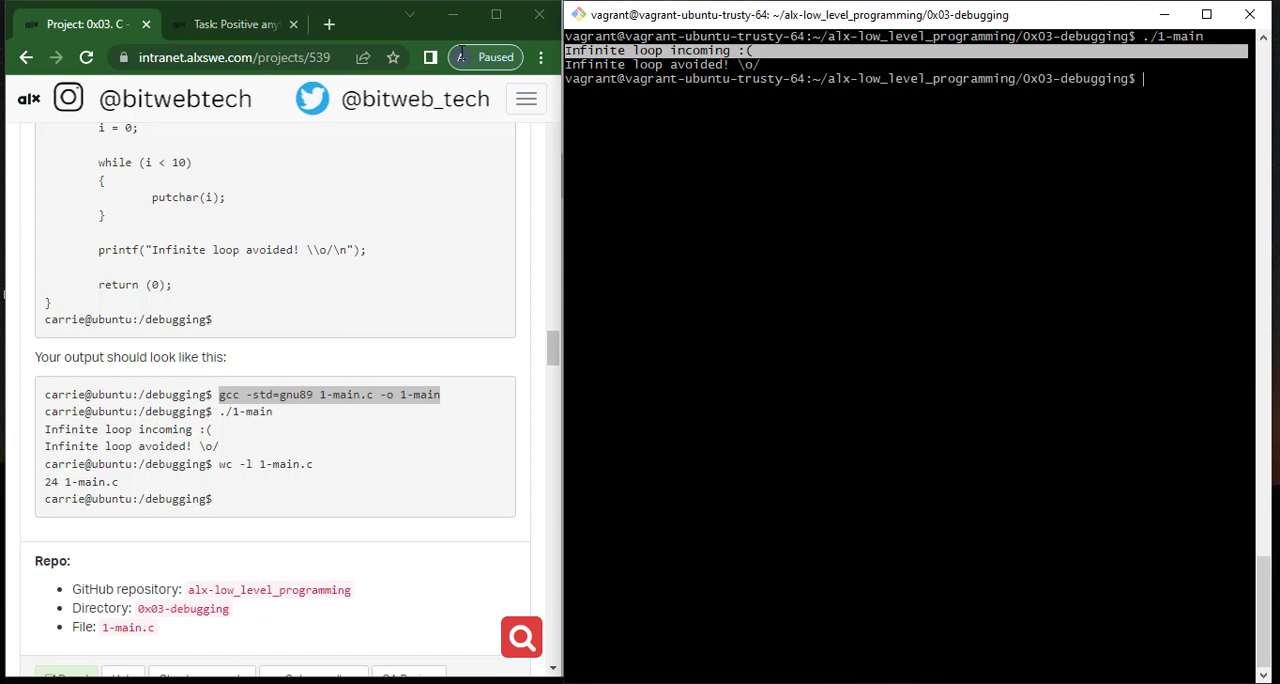 Project: 0x03. C -
Task: Positive any
intranet.alxswe.com/projects/539
Paused
alx
@bitwebtech
@bitweb_tech
i = 0;
while (i < 10)
{
putchar(i);
}
printf("Infinite loop avoided! \\o/\n");
return (0);
}
carrie@ubuntu:/debugging$
Your output should look like this:
carrie@ubuntu:/debugging$ gcc -std=gnu89 1-main.c -o 1-main
carrie@ubuntu:/debugging$ ./1-main
Infinite loop incoming :(
Infinite loop avoided! \o/
carrie@ubuntu:/debugging$ wc -l 1-main.c
24 1-main.c
carrie@ubuntu:/debugging$
Repo:
GitHub repository: alx-low_level_programming
Directory: 0x03-debugging
File: 1-main.c
vagrant@vagrant-ubuntu-trusty-64: ~/alx-low_level_programming/0x03-debugging
vagrant@vagrant-ubuntu-trusty-64:~/alx-low_level_programming/0x03-debugging$ ./1-main
Infinite loop incoming :(
Infinite loop avoided! \o/
vagrant@vagrant-ubuntu-trusty-64:~/alx-low_level_programming/0x03-debugging$